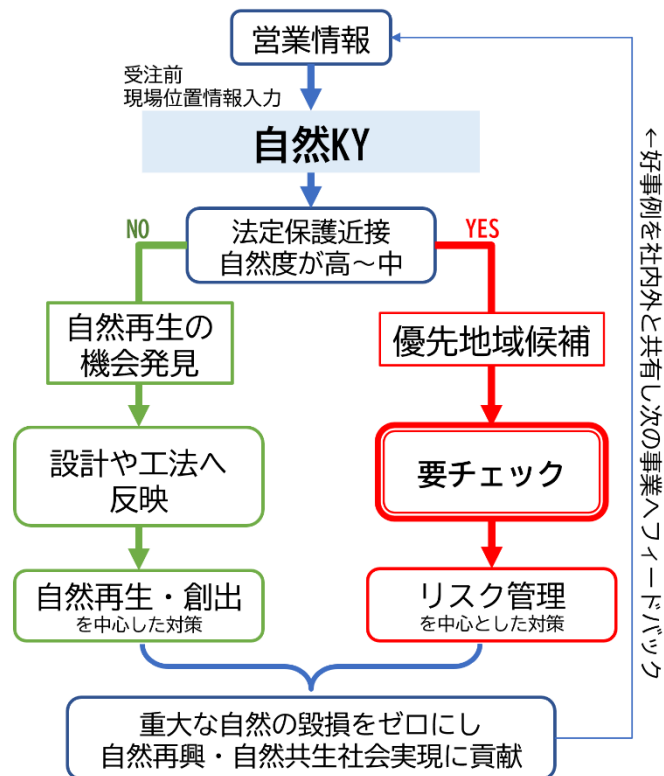 営業情報
受注前
現場位置情報入力
自然KY
法定保護近接
自然度が高～中
NO
YES
自然再生の
機会発見
優先地域候補
設計や工法へ
反映
要チェック
自然再生・創出
を中心した対策
リスク管理
を中心とした対策
重大な自然の毀損をゼロにし
自然再興・自然共生社会実現に貢献
←好事例を社内外と共有し次の事業へフィードバック